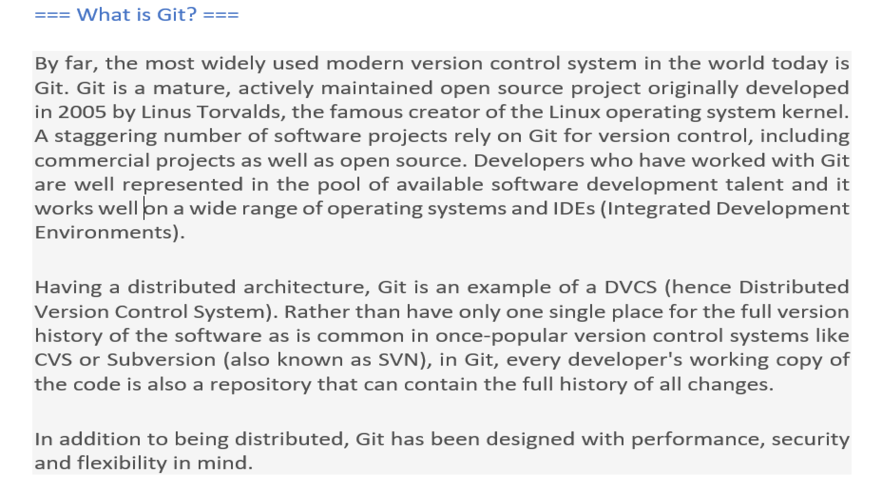 === What is Git? ===
By far, the most widely used modern version control system in the world today is
Git. Git is a mature, actively maintained open source project originally developed
in 2005 by Linus Torvalds, the famous creator of the Linux operating system kernel.
A staggering number of software projects rely on Git for version control, including
commercial projects as well as open source. Developers who have worked with Git
are well represented in the pool of available software development talent and it
works well on a wide range of operating systems and IDEs (Integrated Development
Environments).
Having a distributed architecture, Git is an example of a DVCS (hence Distributed
Version Control System). Rather than have only one single place for the full version
history of the software as is common in once-popular version control systems like
CVS or Subversion (also known as SVN), in Git, every developer's working copy of
the code is also a repository that can contain the full history of all changes.
In addition to being distributed, Git has been designed with performance, security
and flexibility in mind.